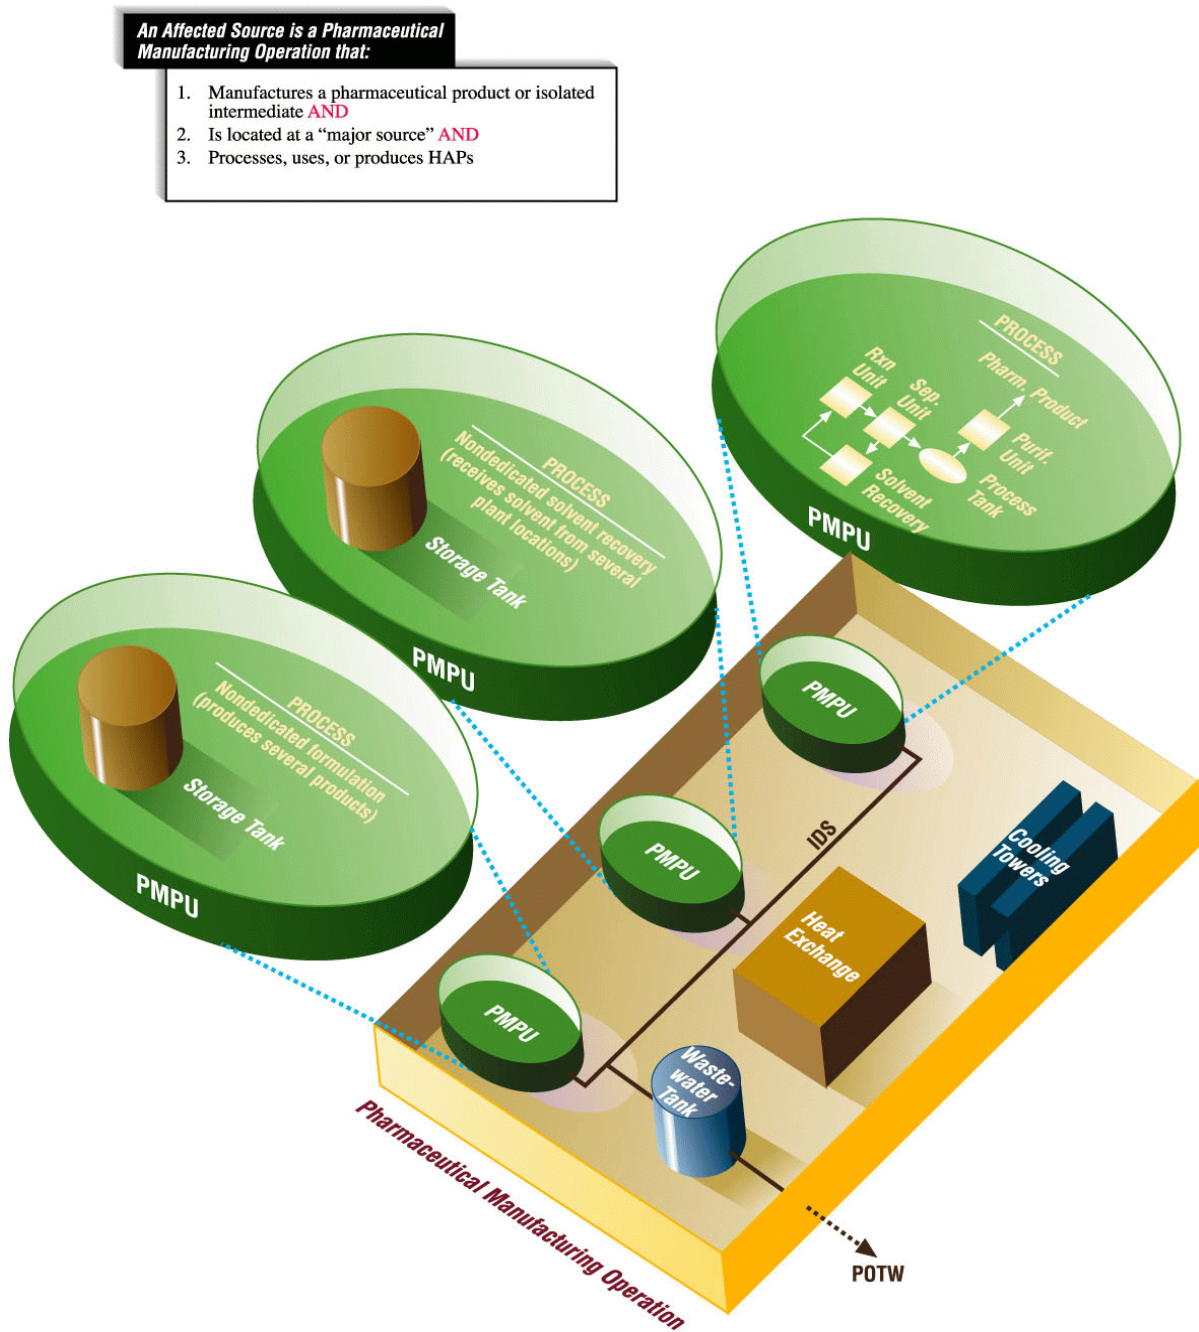 An Affected Source is a Pharmaceutical
Manufacturing Operation that:
1. Manufactures a pharmaceutical product or isolated
intermediate AND
2. Is located at a “major source” AND
3. Processes, uses, or produces HAPs
PROCESS
Pharm. Product
Rxn
Unit
Sep.
Unit
Purif.
Unit
Process
Tank
Solvent
Recovery
PMPU
PROCESS
Nondedicated solvent recovery
(receives solvent from several
plant locations)
Storage Tank
PMPU
PROCESS
Nondedicated formulation
(produces several products)
Storage Tank
PMPU
PMPU
PMPU
PMPU
IDS
Cooling
Towers
Heat
Exchange
Waste-
water
Tank
POTW
Pharmaceutical Manufacturing Operation